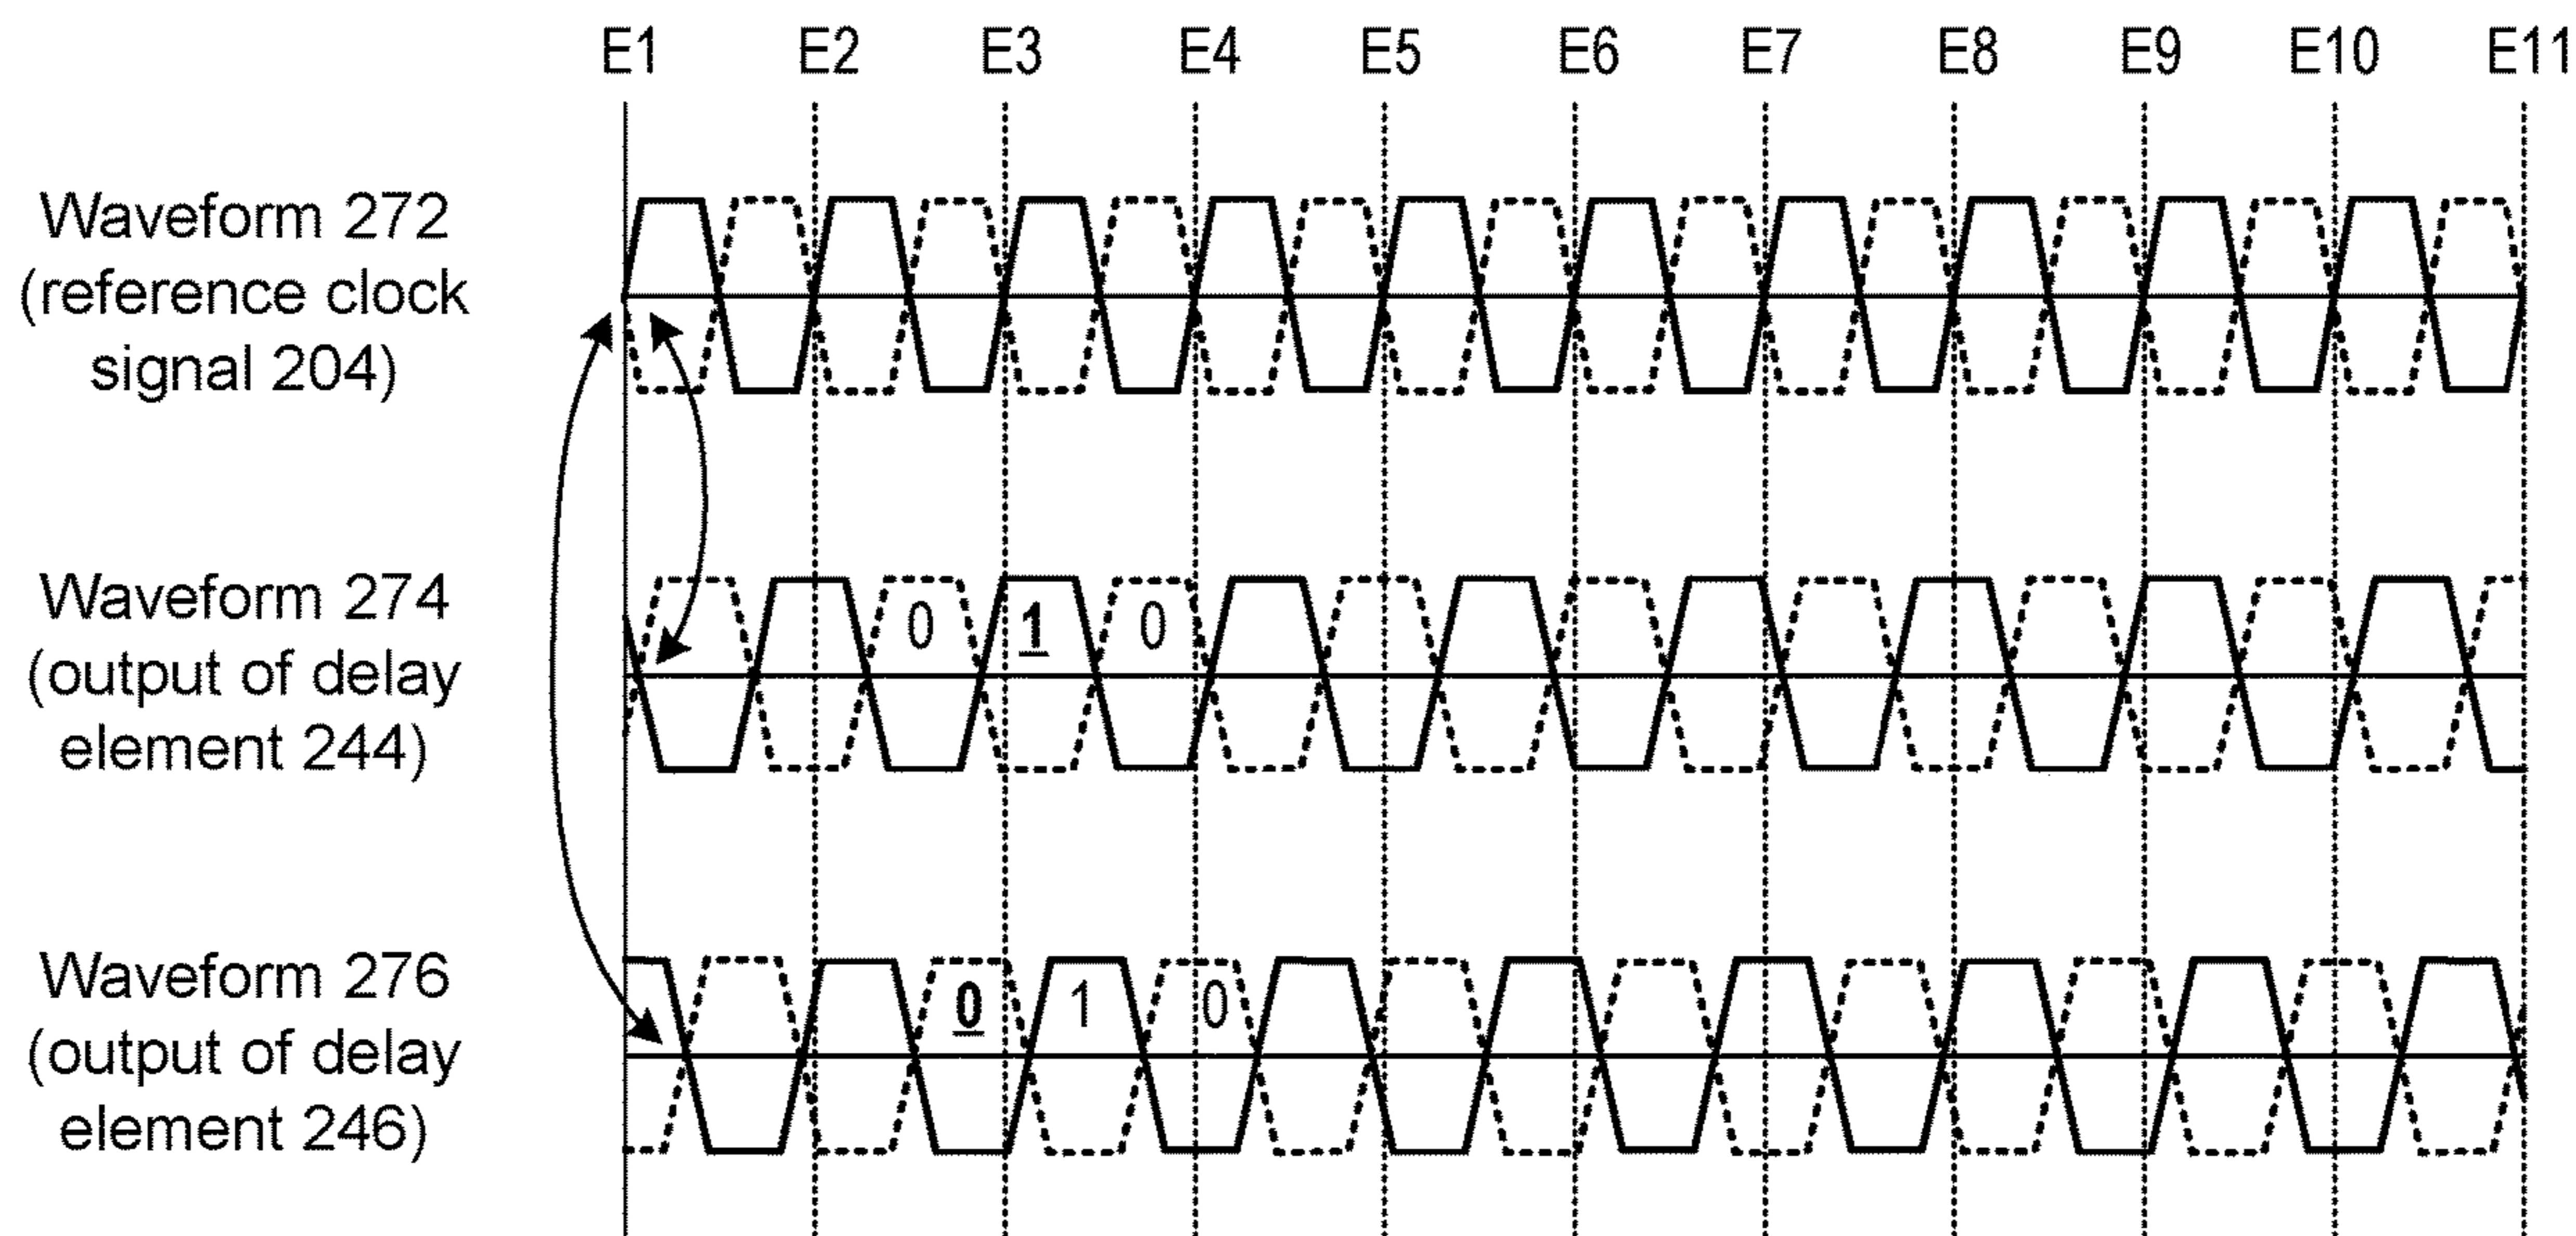 E1 E2 E3 E4 E5 E6 E7 E8 E9 E10 E11
Waveform 272
(reference clock
signal 204)
Waveform 274
(output of delay
element 244)
0 1 0
Waveform 276
(output of delay
element 246)
0 1 0